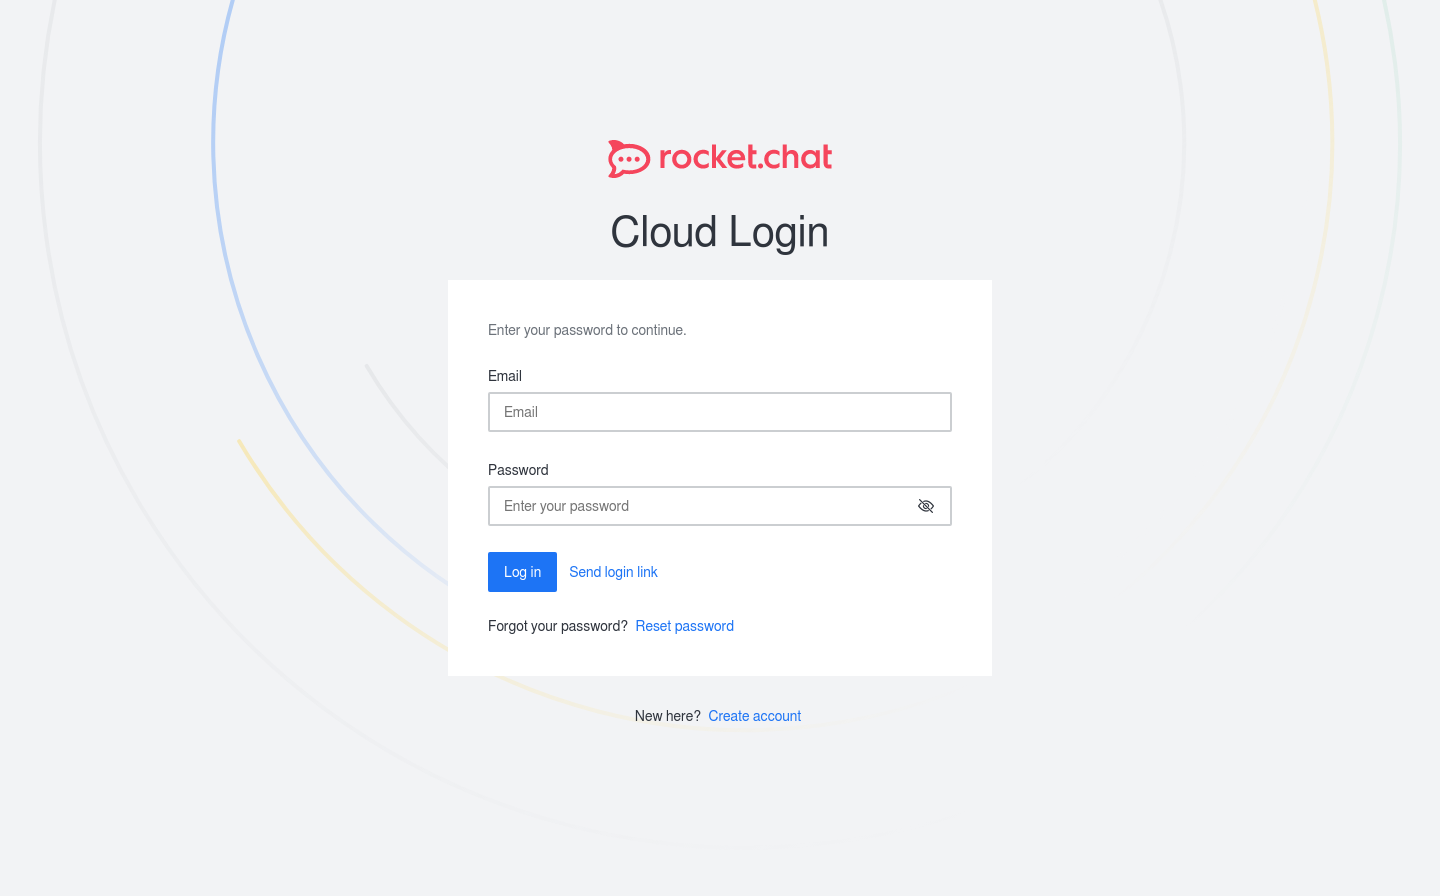 rocket.chat
Cloud Login
Enter your password to continue.
Email
Email
Password
Enter your password
Log in Send login link
Forgot your password? Reset password
New here? Create account